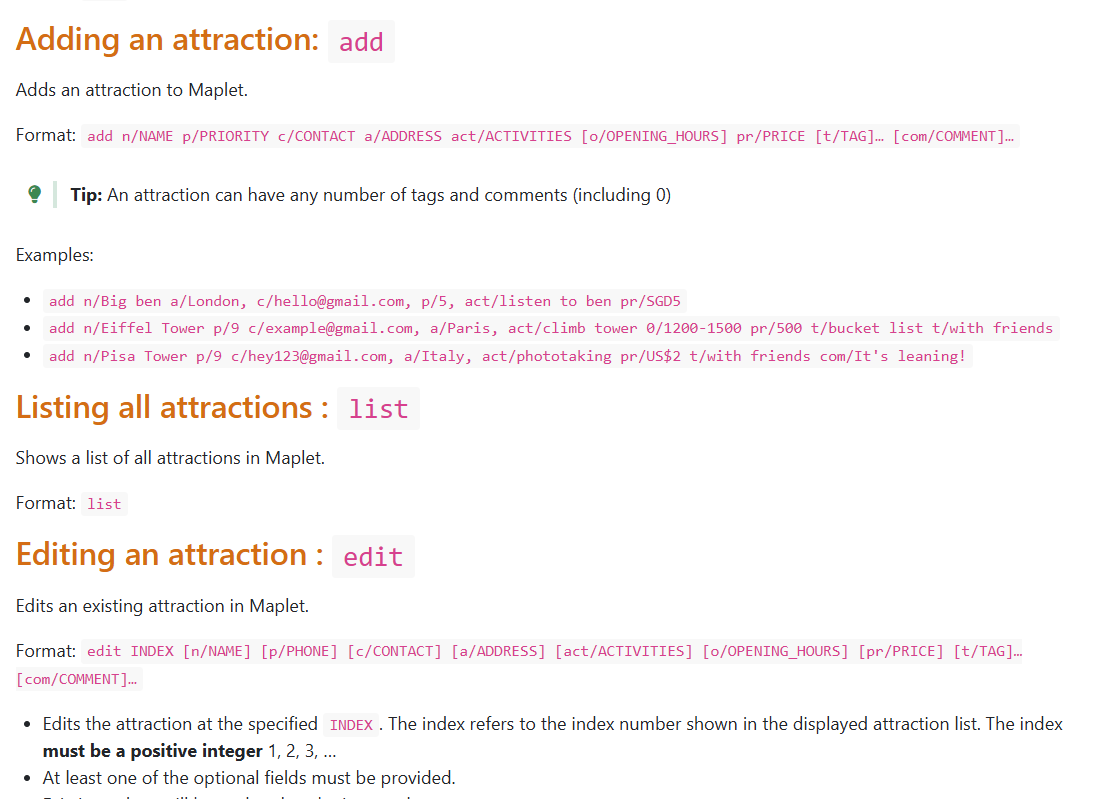 Adding an attraction: add
Adds an attraction to Maplet.
Format: add n/NAME p/PRIORITY c/CONTACT a/ADDRESS act/ACTIVITIES [o/OPENING_HOURS] pr/PRICE [t/TAG]… [com/COMMENT]…
Tip: An attraction can have any number of tags and comments (including 0)
Examples:
• add n/Big ben a/London, c/hello@gmail.com, p/5, act/listen to ben pr/SGD5
• add n/Eiffel Tower p/9 c/example@gmail.com, a/Paris, act/climb tower 0/1200-1500 pr/500 t/bucket list t/with friends
• add n/Pisa Tower p/9 c/hey123@gmail.com, a/Italy, act/phototaking pr/US$2 t/with friends com/It's leaning!
Listing all attractions : list
Shows a list of all attractions in Maplet.
Format: list
Editing an attraction : edit
Edits an existing attraction in Maplet.
Format: edit INDEX [n/NAME] [p/PHONE] [c/CONTACT] [a/ADDRESS] [act/ACTIVITIES] [o/OPENING_HOURS] [pr/PRICE] [t/TAG]…
[com/COMMENT]…
• Edits the attraction at the specified INDEX. The index refers to the index number shown in the displayed attraction list. The index
must be a positive integer 1, 2, 3, …
• At least one of the optional fields must be provided.